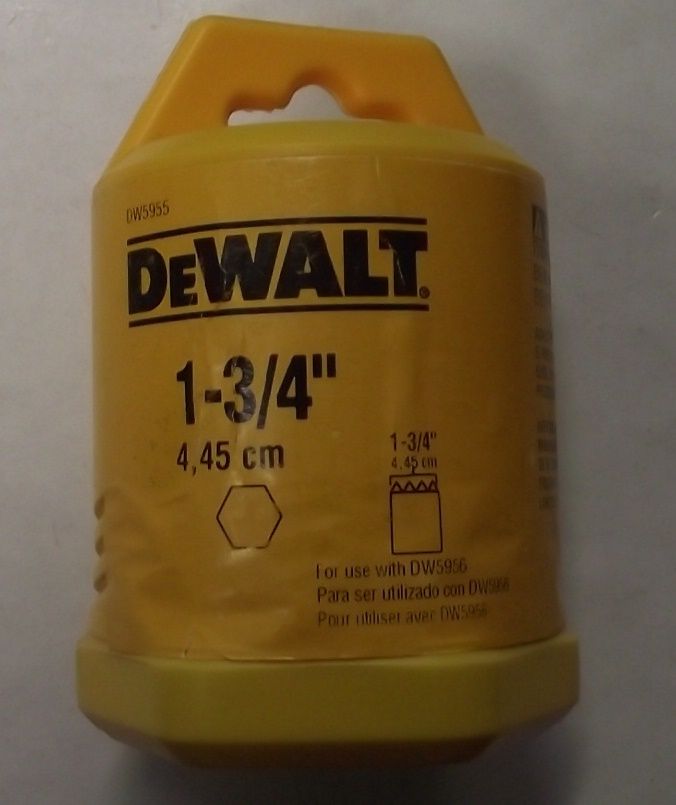 DW5955
DEWALT®
1-3/4"
4,45 cm
1-3/4"
4,45 cm
For use with DW5956
Para ser utilizado con DW5956
Pour utiliser avec DW5956